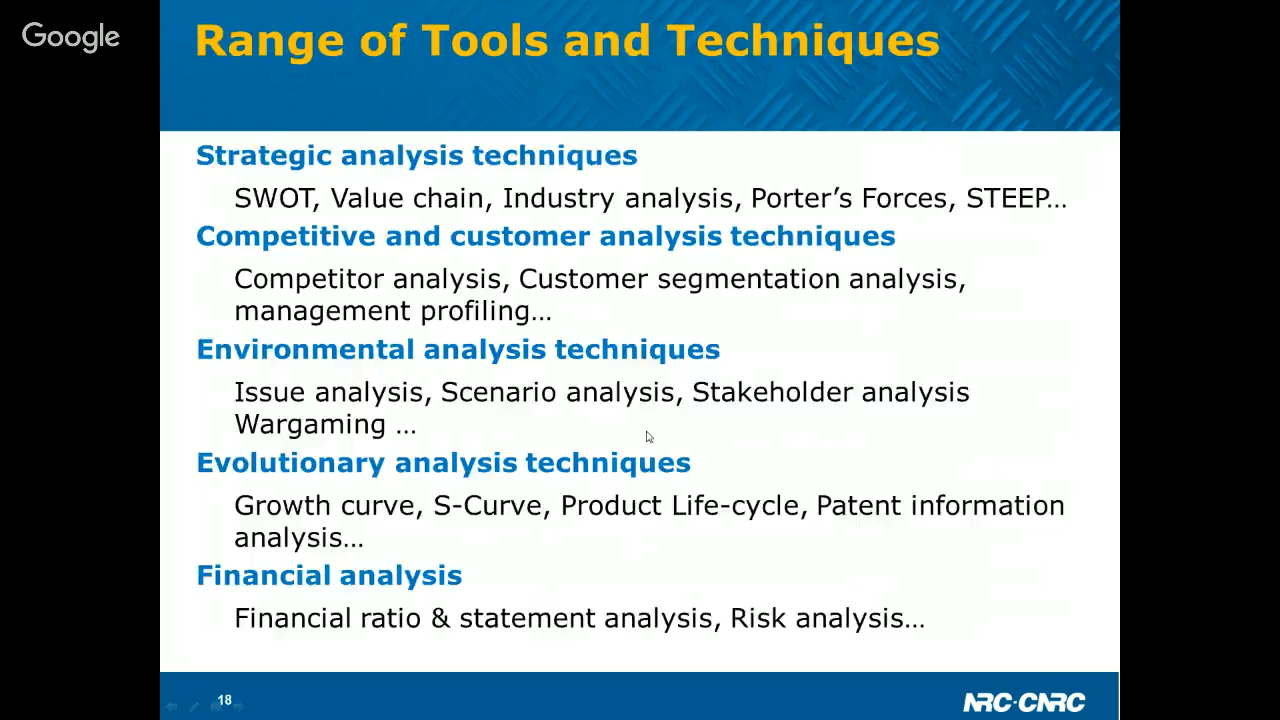 Google
Range of Tools and Techniques
Strategic analysis techniques
SWOT, Value chain, Industry analysis, Porter’s Forces, STEEP…
Competitive and customer analysis techniques
Competitor analysis, Customer segmentation analysis,
management profiling…
Environmental analysis techniques
Issue analysis, Scenario analysis, Stakeholder analysis
Wargaming …
Evolutionary analysis techniques
Growth curve, S-Curve, Product Life-cycle, Patent information
analysis…
Financial analysis
Financial ratio & statement analysis, Risk analysis…
18
NRC·CNRC